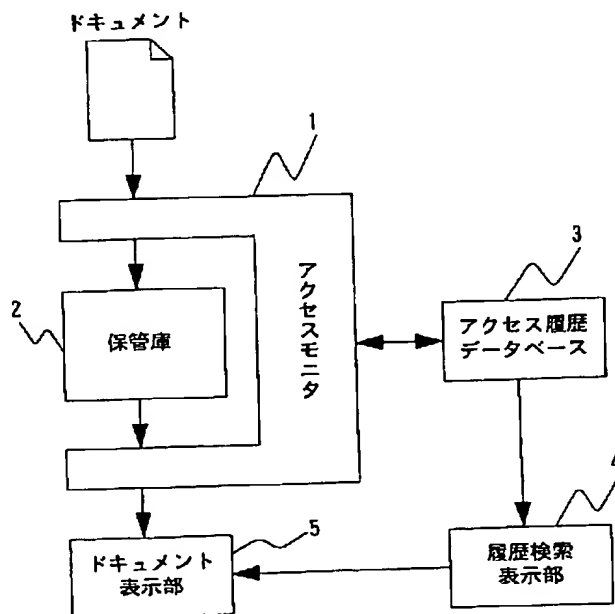 ドキュメント
1
アクセスモニタ
3
2
保管庫
アクセス履歴
データベース
4
5
ドキュメント
表示部
履歴検索
表示部